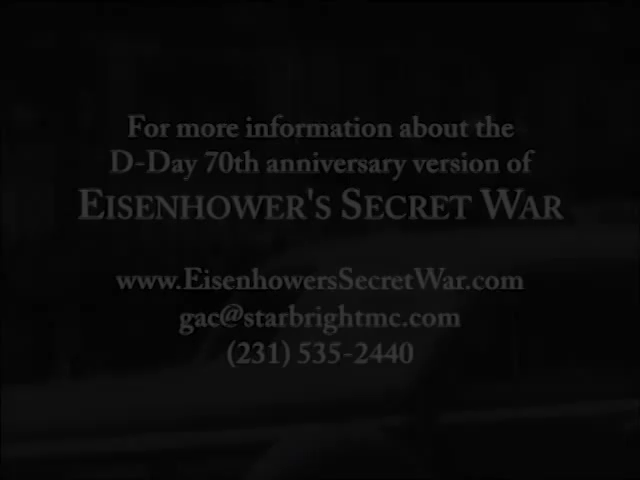 For more information about the
D-Day 70th anniversary version of
EISENHOWER'S SECRET WAR
www.EisenhowersSecretWar.com
gac@starbrightmc.com
(231) 535-2440